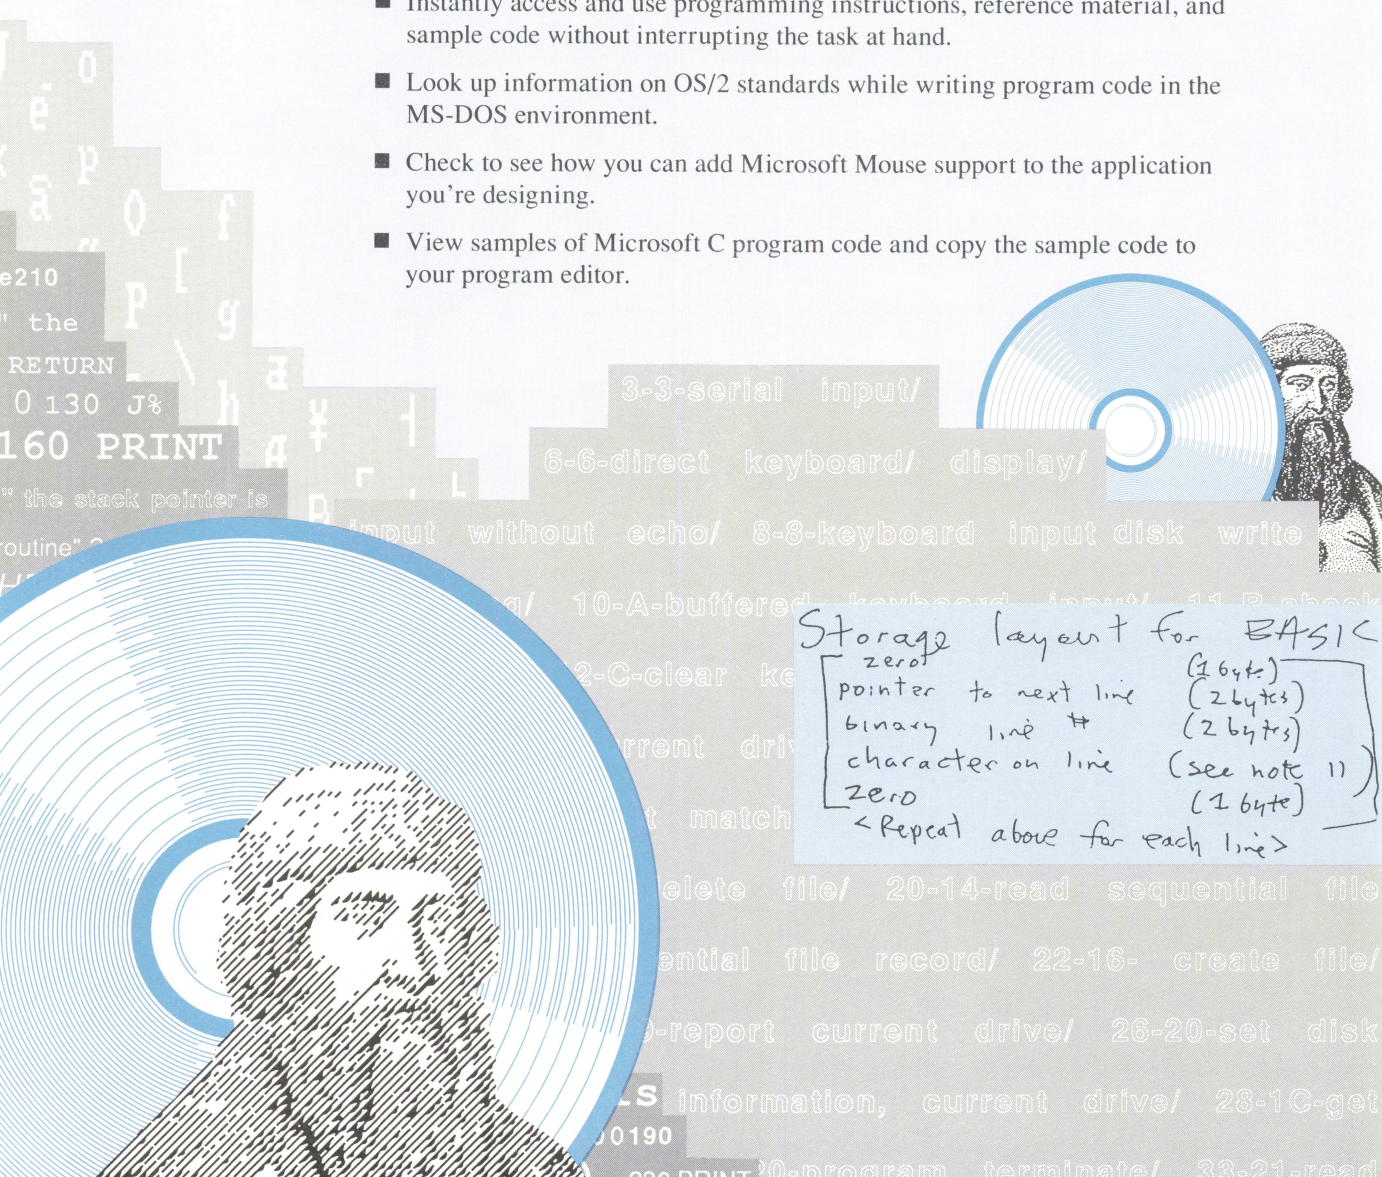 Instantly access and use programming instructions, reference material, and
sample code without interrupting the task at hand.
Look up information on OS/2 standards while writing program code in the
MS-DOS environment.
Check to see how you can add Microsoft Mouse support to the application
you're designing.
View samples of Microsoft C program code and copy the sample code to
your program editor.
o
é
p
ā
O f
[
P g
e210
" the
RETURN
\ a
0 130 J%
h ¥
160 PRINT
" the stack pointer is
routine"
3-3-serial input/
6-6-direct keyboard/ display/
input without echo/ 8-8-keyboard input disk write
10-A-buffered keyboard input/ 11-B-check
2-C-clear
match
Storage layout for BASIC
zero (1 byte)
pointer to next line (2 bytes)
binary line # (2 bytes)
character on line (see note 11)
zero (1 byte)
<Repeat above for each line>
delete file/ 20-14-read sequential file
file record/ 22-16- create file/
-report current drive/ 26-20-set disk
LS
information, current drive/ 28-1C-get
0190
PRINT
0-program terminate/ 33-21-read